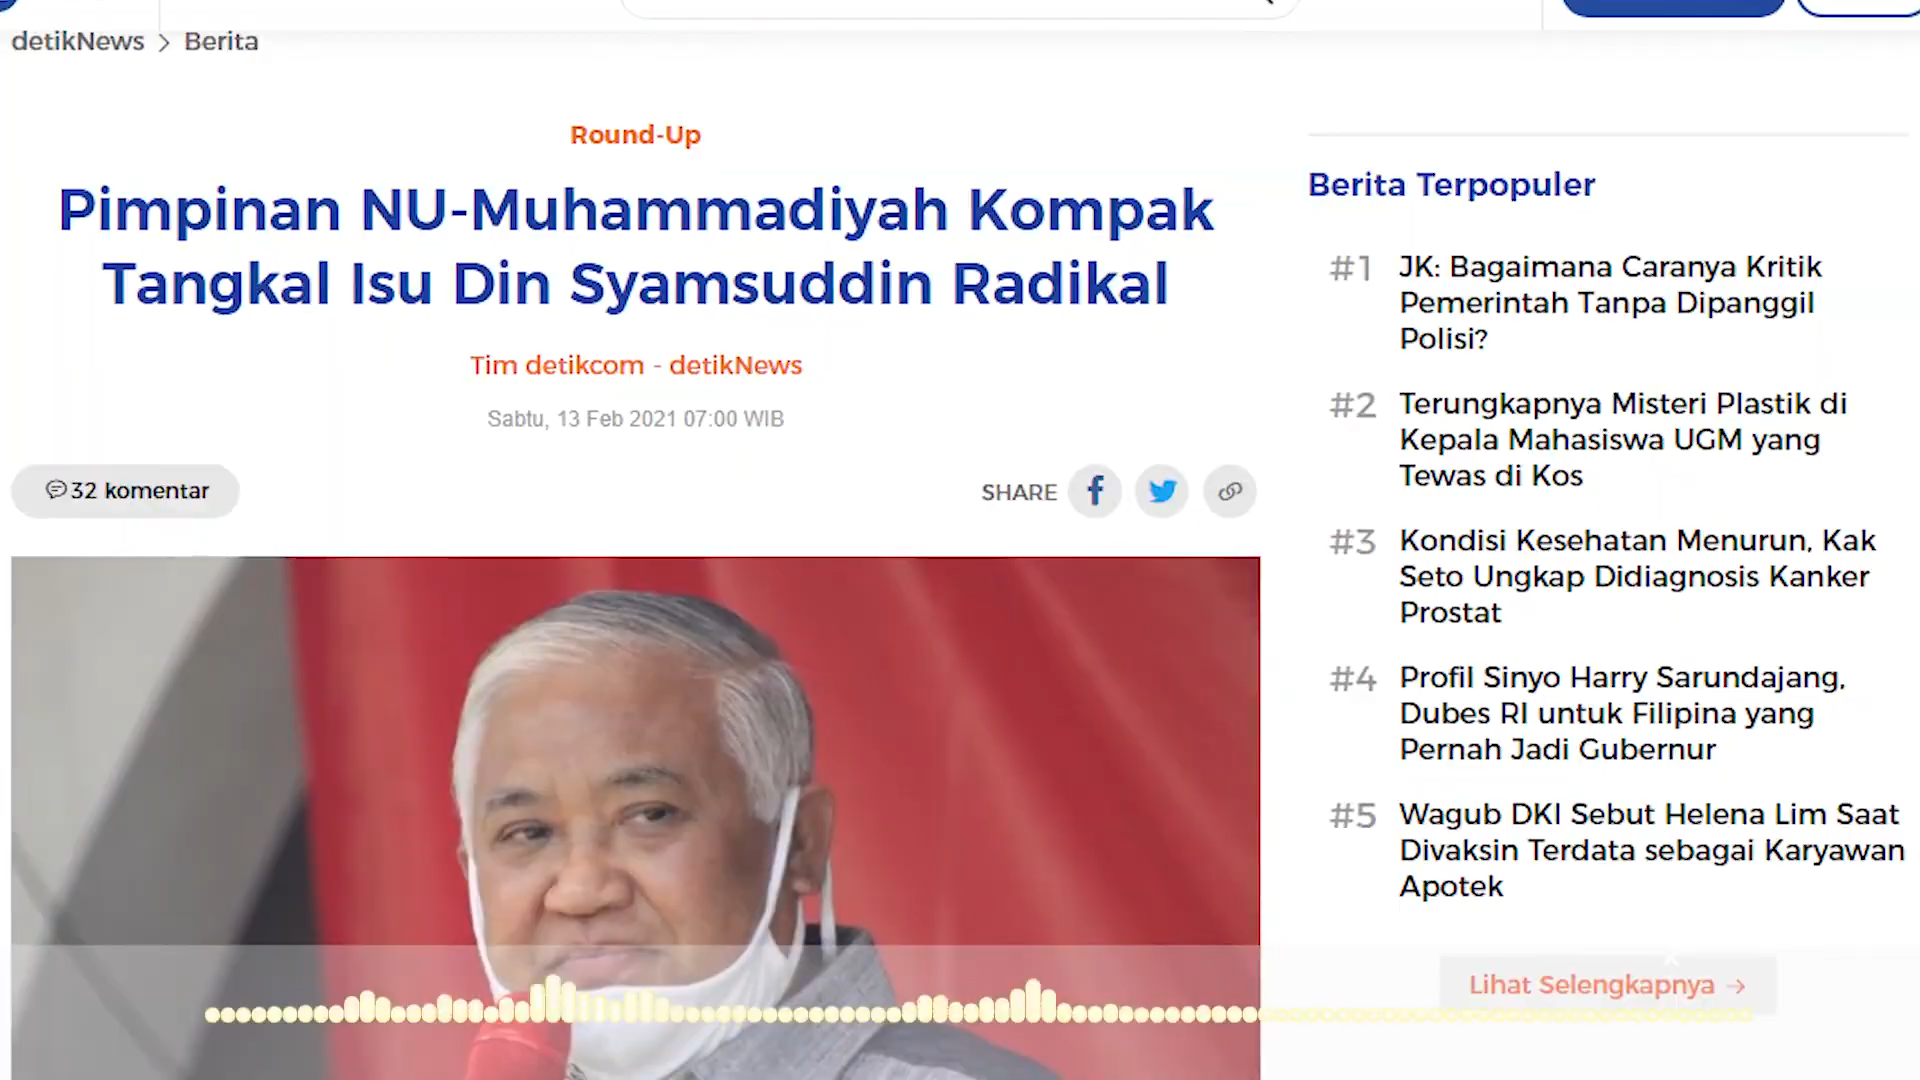 detikNews > Berita
Round-Up
Pimpinan NU-Muhammadiyah Kompak
Tangkal Isu Din Syamsuddin Radikal
Tim detikcom - detikNews
Sabtu, 13 Feb 2021 07:00 WIB
32 komentar
SHARE
Berita Terpopuler
#1 JK: Bagaimana Caranya Kritik
Pemerintah Tanpa Dipanggil
Polisi?
#2 Terungkapnya Misteri Plastik di
Kepala Mahasiswa UGM yang
Tewas di Kos
#3 Kondisi Kesehatan Menurun, Kak
Seto Ungkap Didiagnosis Kanker
Prostat
#4 Profil Sinyo Harry Sarundajang,
Dubes RI untuk Filipina yang
Pernah Jadi Gubernur
#5 Wagub DKI Sebut Helena Lim Saat
Divaksin Terdata sebagai Karyawan
Apotek
Lihat Selengkapnya →